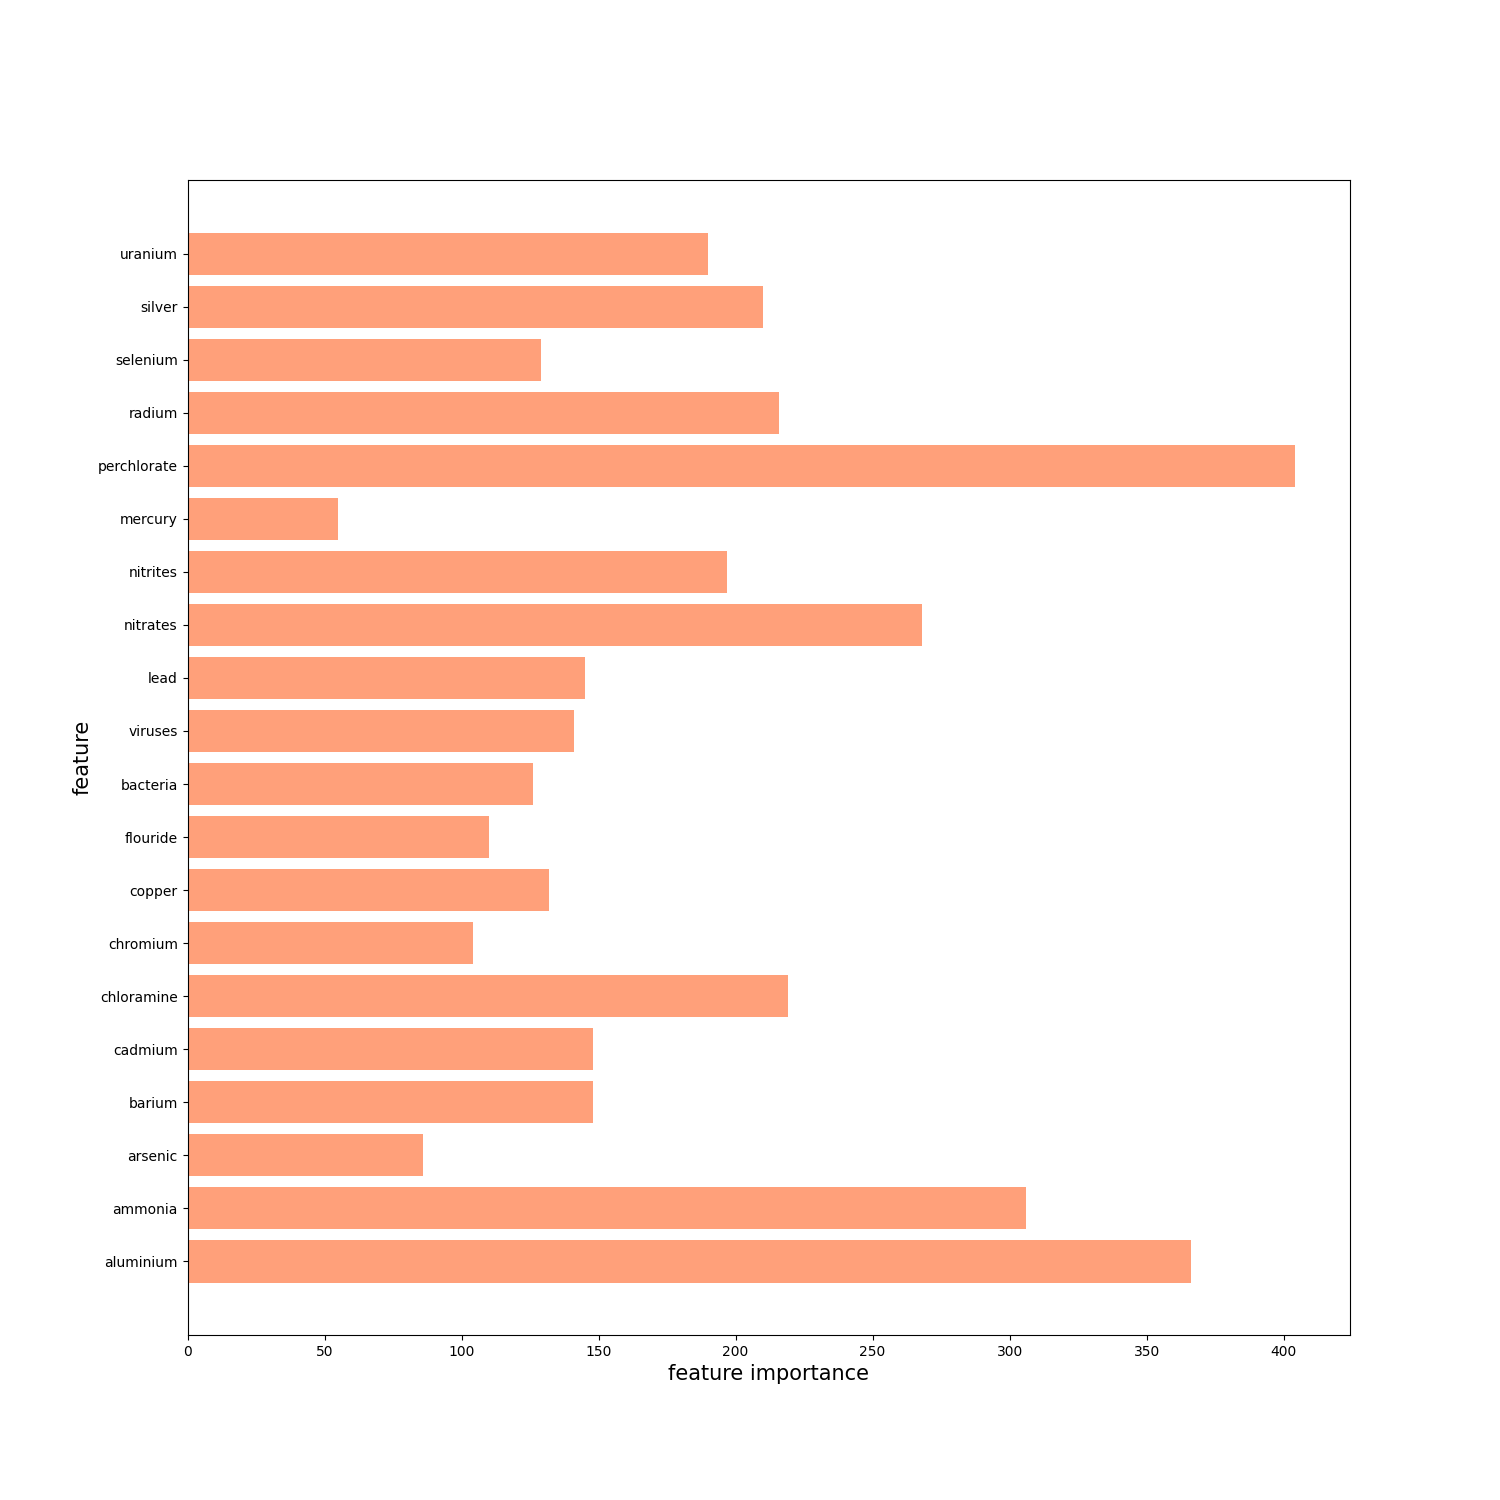 uranium
silver
selenium
radium
perchlorate
mercury
nitrites
nitrates
lead
viruses
bacteria
flouride
copper
chromium
chloramine
cadmium
barium
arsenic
ammonia
aluminium
feature
0 50 100 150 200 250 300 350 400
feature importance